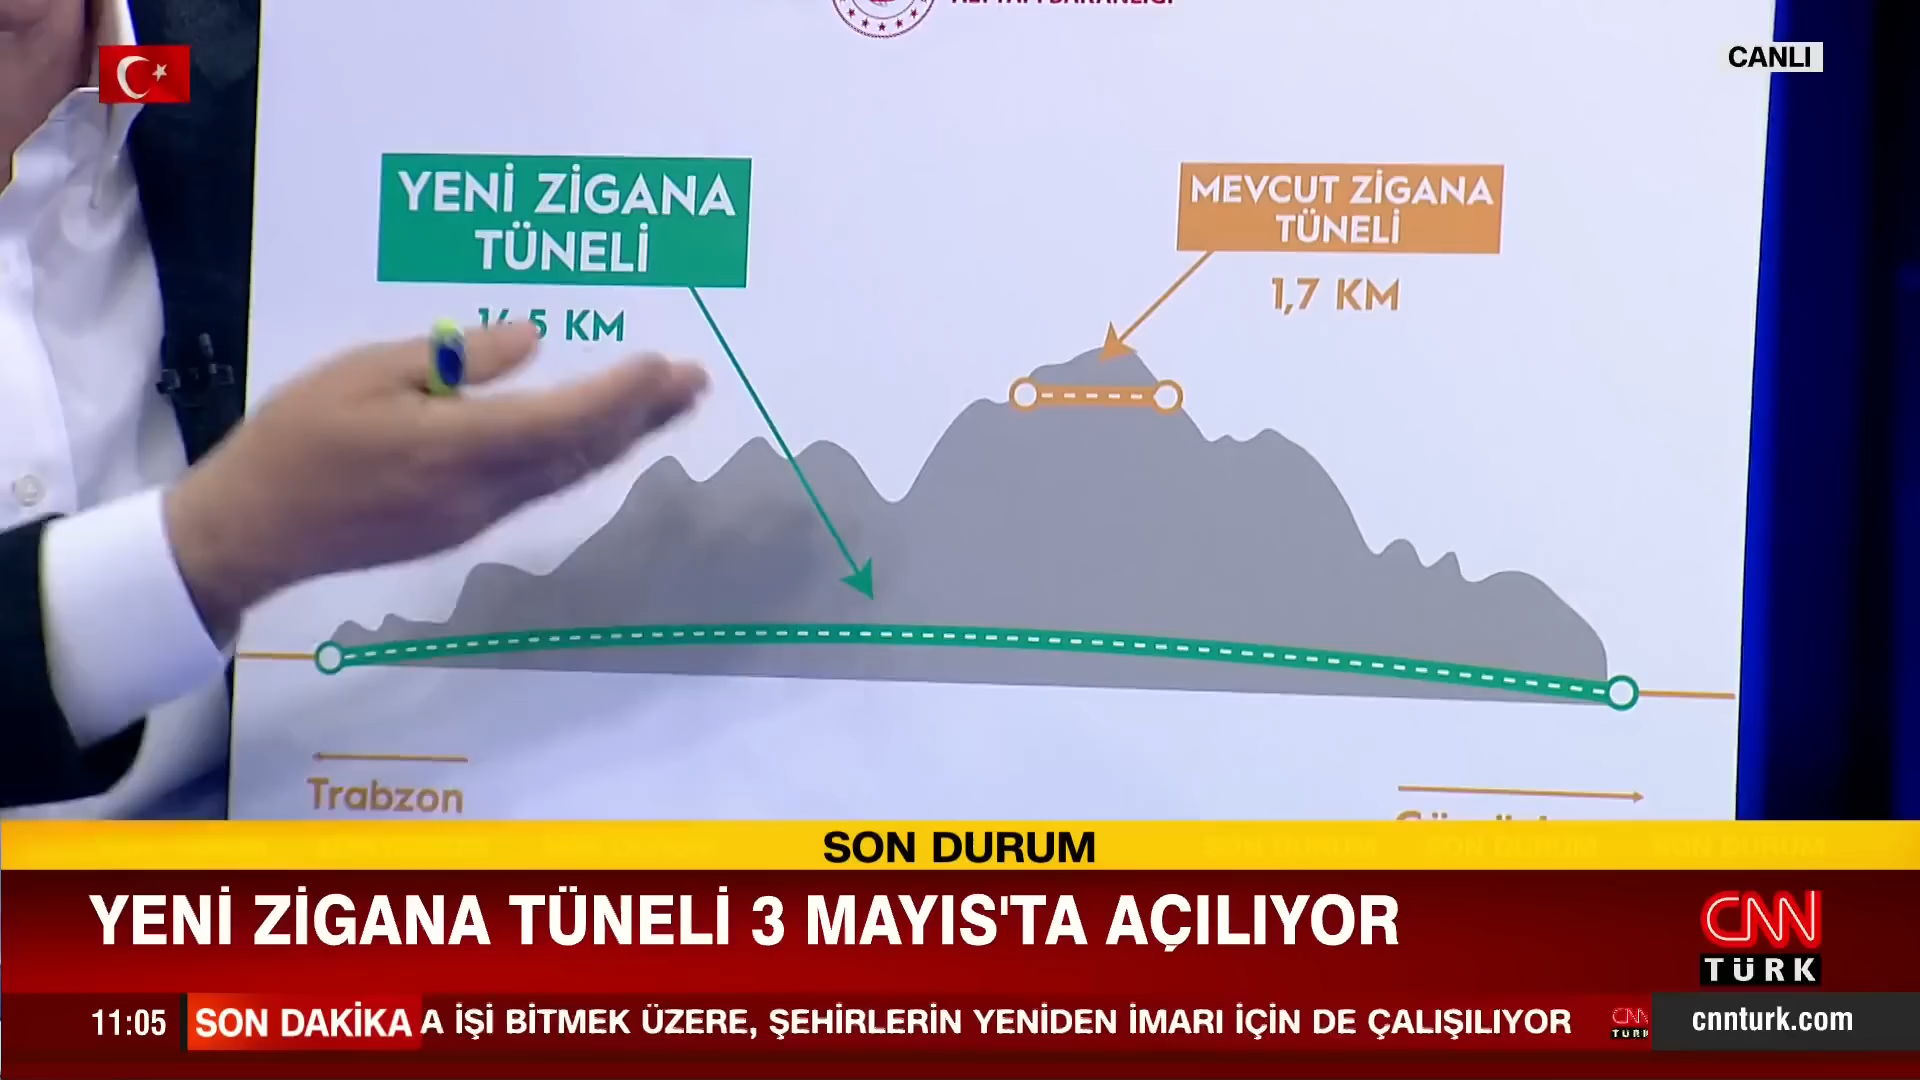 CANLI
YENİ ZİGANA
TÜNELİ
KM
MEVCUT ZİGANA
TÜNELİ
1,7 KM
Trabzon
SON DURUM
YENİ ZİGANA TÜNELİ 3 MAYIS'TA AÇILIYOR
CNN
TÜRK
11:05 SON DAKİKA A İŞİ BİTMEK ÜZERE, ŞEHİRLERİN YENİDEN İMARI İÇİN DE ÇALIŞILIYOR CNN TÜRK cnnturk.com